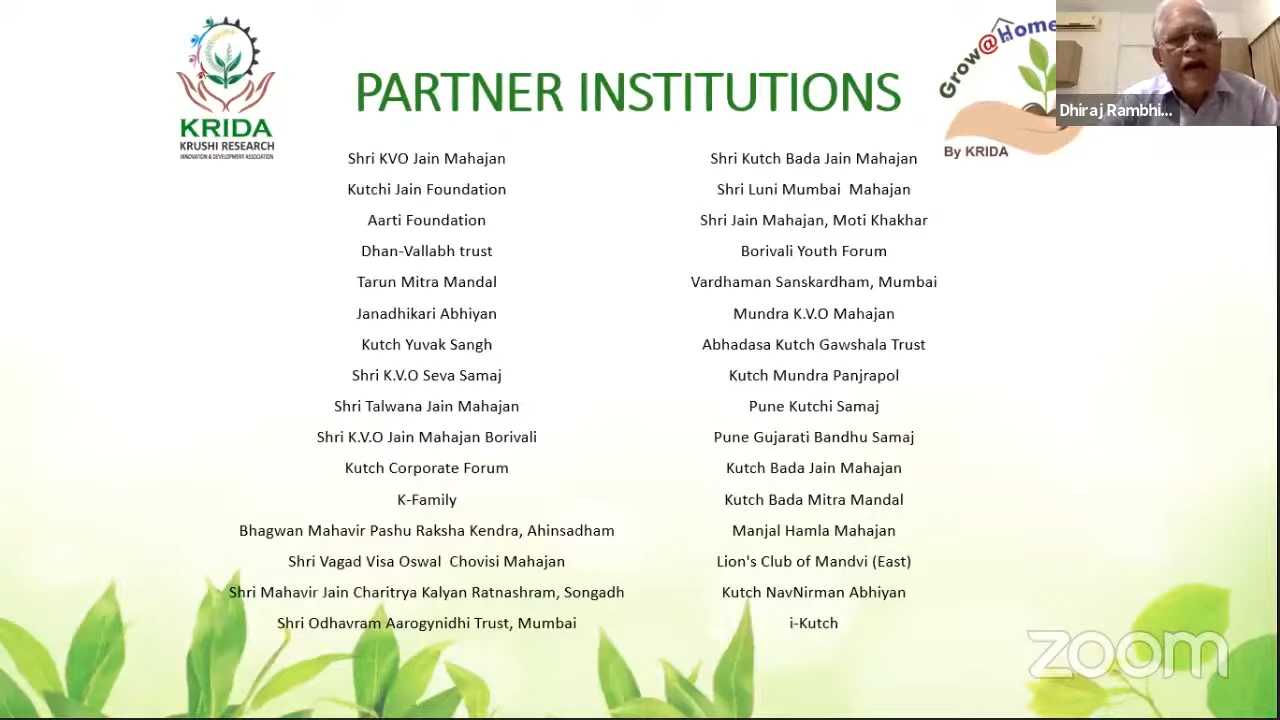 PARTNER INSTITUTIONS
KRIDA
KRUSHI RESEARCH
INNOVATION & DEVELOPMENT ASSOCIATION
Grow@Home
By KRIDA
Dhiraj Rambhi...
Shri KVO Jain Mahajan
Kutchi Jain Foundation
Aarti Foundation
Dhan-Vallabh trust
Tarun Mitra Mandal
Janadhikari Abhiyan
Kutch Yuvak Sangh
Shri K.V.O Seva Samaj
Shri Talwana Jain Mahajan
Shri K.V.O Jain Mahajan Borivali
Kutch Corporate Forum
K-Family
Bhagwan Mahavir Pashu Raksha Kendra, Ahinsadham
Shri Vagad Visa Oswal Chovisi Mahajan
Shri Mahavir Jain Charitrya Kalyan Ratnashram, Songadh
Shri Odhavram Aarogynidhi Trust, Mumbai
Shri Kutch Bada Jain Mahajan
Shri Luni Mumbai Mahajan
Shri Jain Mahajan, Moti Khakhar
Borivali Youth Forum
Vardhaman Sanskardham, Mumbai
Mundra K.V.O Mahajan
Abhadasa Kutch Gawshala Trust
Kutch Mundra Panjrapol
Pune Kutchi Samaj
Pune Gujarati Bandhu Samaj
Kutch Bada Jain Mahajan
Kutch Bada Mitra Mandal
Manjal Hamla Mahajan
Lion's Club of Mandvi (East)
Kutch NavNirman Abhiyan
i-Kutch
zoom